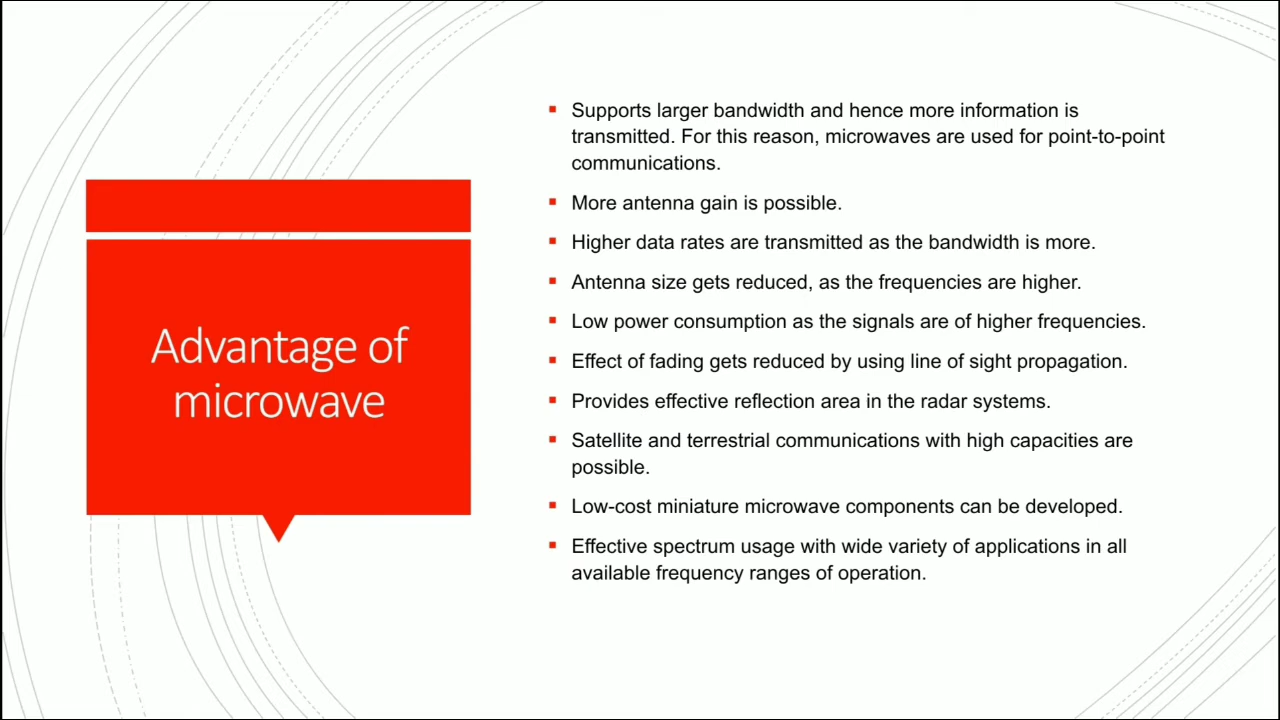 Advantage of
microwave
Supports larger bandwidth and hence more information is
transmitted. For this reason, microwaves are used for point-to-point
communications.
More antenna gain is possible.
Higher data rates are transmitted as the bandwidth is more.
Antenna size gets reduced, as the frequencies are higher.
Low power consumption as the signals are of higher frequencies.
Effect of fading gets reduced by using line of sight propagation.
Provides effective reflection area in the radar systems.
Satellite and terrestrial communications with high capacities are
possible.
Low-cost miniature microwave components can be developed.
Effective spectrum usage with wide variety of applications in all
available frequency ranges of operation.